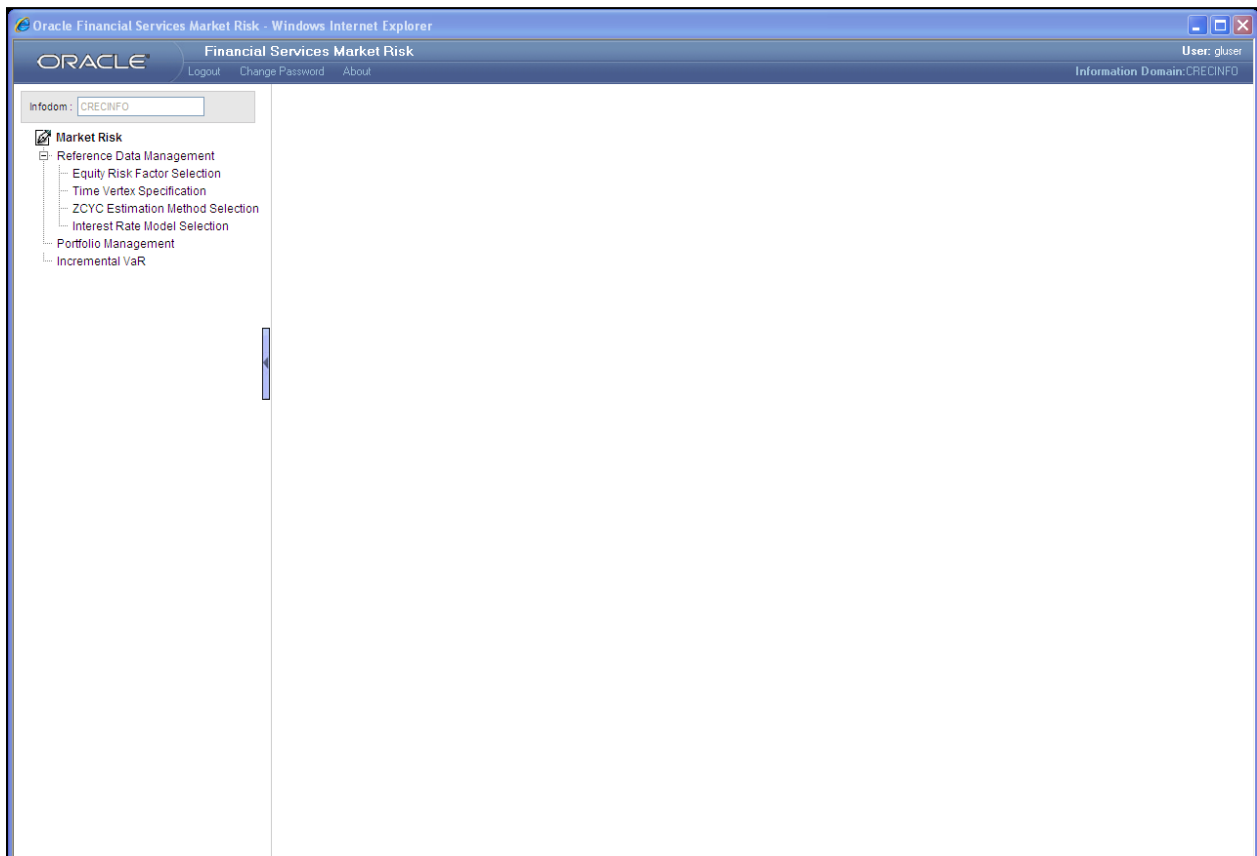 Oracle Financial Services Market Risk - Windows Internet Explorer
ORACLE®
Financial Services Market Risk
User: gluser
Logout Change Password About
Information Domain:CRECINFO
Infodom : CRECINFO
Market Risk
Reference Data Management
Equity Risk Factor Selection
Time Vertex Specification
ZCYC Estimation Method Selection
Interest Rate Model Selection
Portfolio Management
Incremental VaR